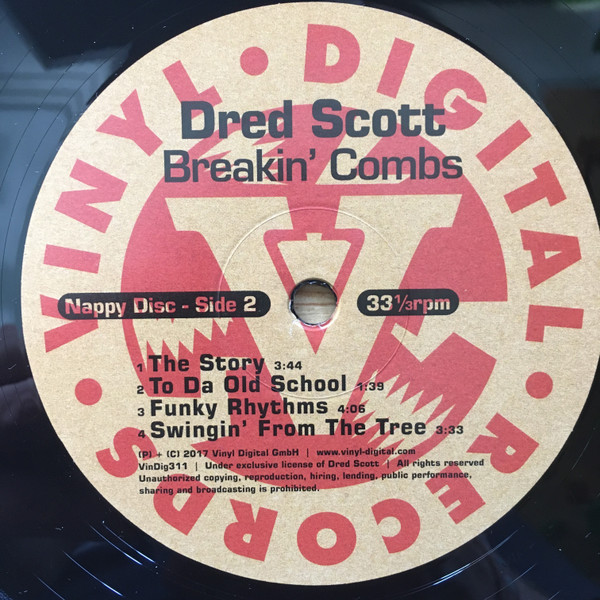 VINYL • DIGITAL • RECORDS •
Dred Scott
Breakin' Combs
Nappy Disc - Side 2
33 1/3rpm
1 The Story 3:44
2 To Da Old School 1:39
3 Funky Rhythms 4:06
4 Swingin' From The Tree 3:33
(P) + (C) 2017 Vinyl Digital GmbH | www.vinyl-digital.com
VinDig311 | Under exclusive license of Dred Scott | All rights reserved
Unauthorized copying, reproduction, hiring, lending, public performance,
sharing and broadcasting is prohibited.